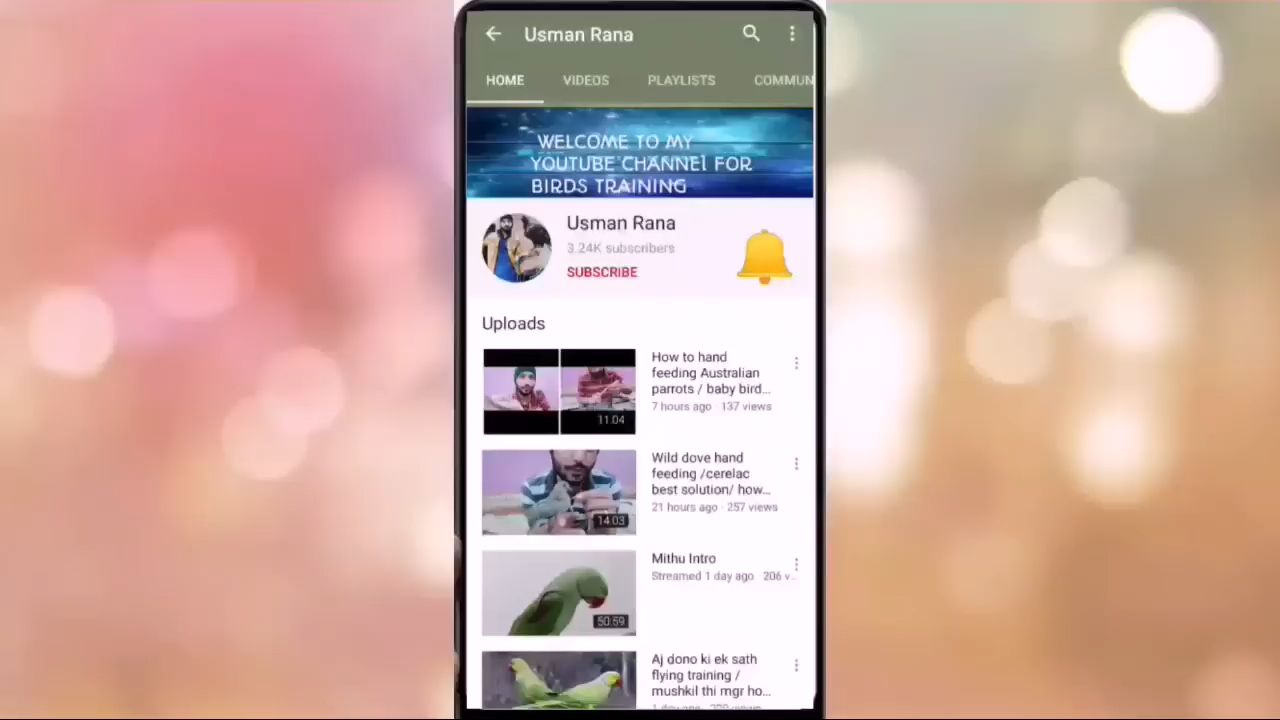 Usman Rana
HOME VIDEOS PLAYLISTS COMMUN
WELCOME TO MY
YOUTUBE CHANNEl FOR
BIRDS TRAINING
Usman Rana
3.24K subscribers
SUBSCRIBE
Uploads
How to hand
feeding Australian
parrots / baby bird...
7 hours ago · 137 views
11:04
Wild dove hand
feeding /cerelac
best solution/ how...
21 hours ago · 257 views
14:03
Mithu Intro
Streamed 1 day ago · 206 v...
50:59
Aj dono ki ek sath
flying training /
mushkil thi mgr ho...